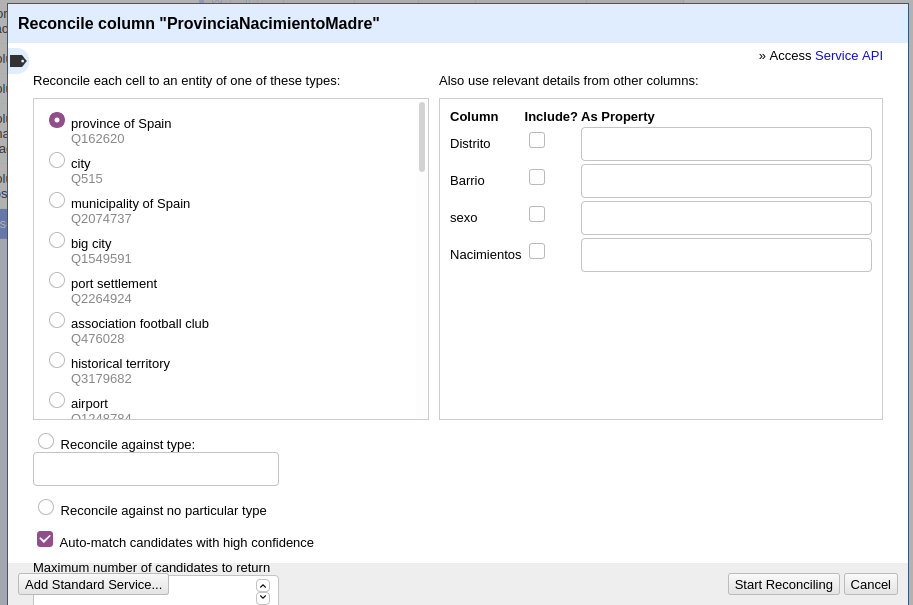 Reconcile column "ProvinciaNacimientoMadre"
» Access Service API
Reconcile each cell to an entity of one of these types:
province of Spain
Q162620
city
Q515
municipality of Spain
Q2074737
big city
Q1549591
port settlement
Q2264924
association football club
Q476028
historical territory
Q3179682
airport
Q1248784
Also use relevant details from other columns:
Column Include? As Property
Distrito
Barrio
sexo
Nacimientos
Reconcile against type:
Reconcile against no particular type
Auto-match candidates with high confidence
Maximum number of candidates to return
Add Standard Service...
Start Reconciling Cancel